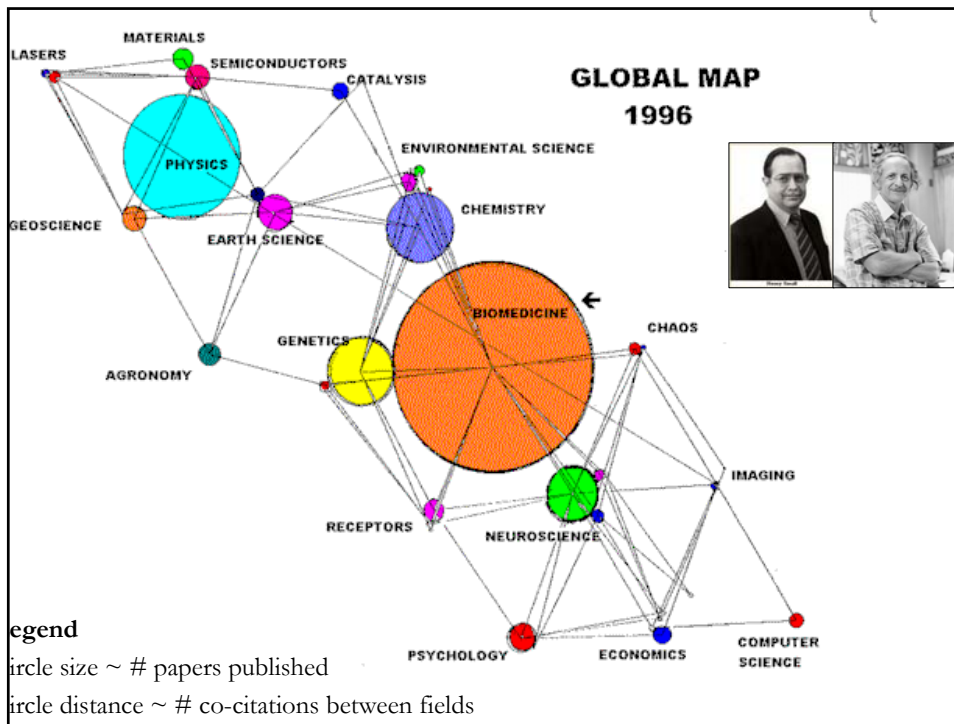 MATERIALS
LASERS
SEMICONDUCTORS
CATALYSIS
GLOBAL MAP
1996
ENVIRONMENTAL SCIENCE
PHYSICS
CHEMISTRY
GEOSCIENCE
EARTH SCIENCE
BIOMEDICINE
CHAOS
GENETICS
AGRONOMY
IMAGING
RECEPTORS
NEUROSCIENCE
PSYCHOLOGY
ECONOMICS
COMPUTER
SCIENCE
egend
ircle size ~ # papers published
ircle distance ~ # co-citations between fields